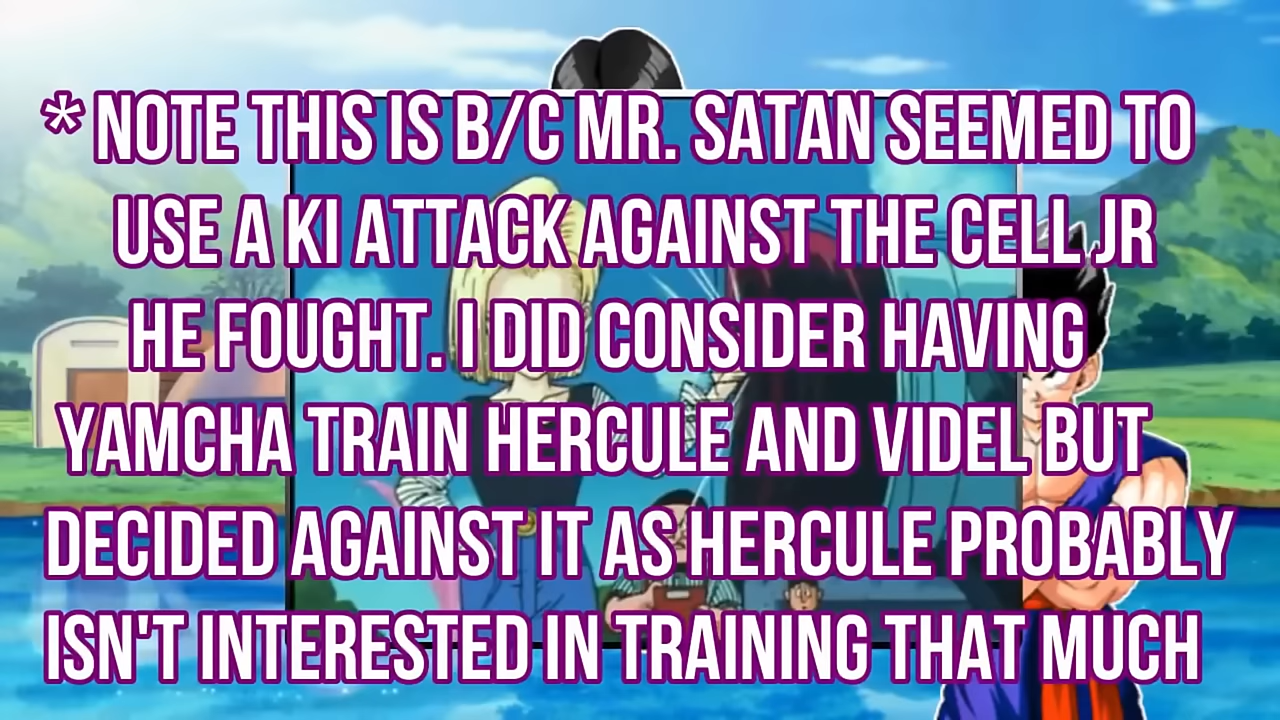 * NOTE THIS IS B/C MR. SATAN SEEMED TO
USE A KI ATTACK AGAINST THE CELL JR
HE FOUGHT. I DID CONSIDER HAVING
YAMCHA TRAIN HERCULE AND VIDEL BUT
DECIDED AGAINST IT AS HERCULE PROBABLY
ISN'T INTERESTED IN TRAINING THAT MUCH